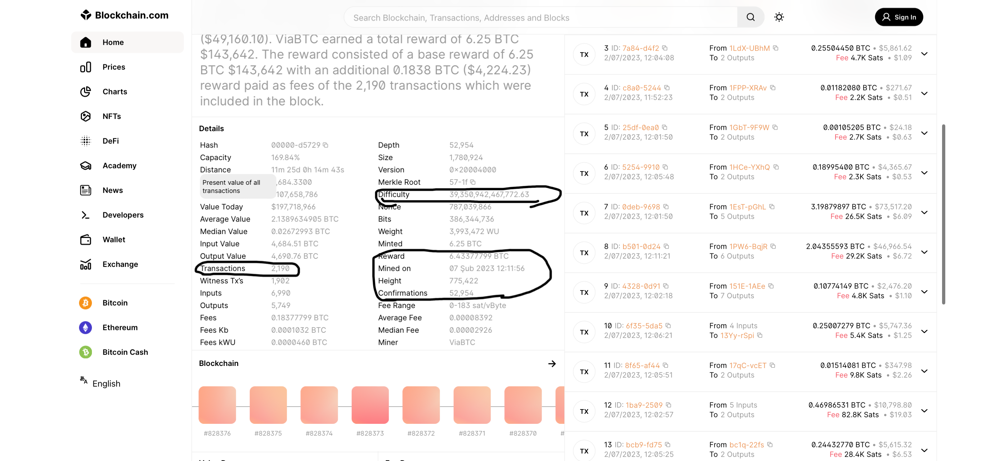 Blockchain.com
Search Blockchain, Transactions, Addresses and Blocks
Sign In
Home
Prices
Charts
NFTs
DeFi
Academy
News
Developers
Wallet
Exchange
Bitcoin
Ethereum
Bitcoin Cash
English
($49,160.10). ViaBTC earned a total reward of 6.25 BTC
$143,642. The reward consisted of a base reward of 6.25
BTC $143,642 with an additional 0.1838 BTC ($4,224.23)
reward paid as fees of the 2,190 transactions which were
included in the block.
Details
Hash 00000-d5729
Capacity 169.84%
Distance 11m 25d 0h 14m 43s
Present value of all
transactions
,684.3300
107,658,786
Value Today $197,718,966
Average Value 2.1389634905 BTC
Median Value 0.02672993 BTC
Input Value 4,684.51 BTC
Output Value 4,690.76 BTC
Transactions 2,190
Witness Tx's 1,902
Inputs 6,990
Outputs 5,749
Fees 0.18377799 BTC
Fees Kb 0.0001032 BTC
Fees kWU 0.0000460 BTC
Depth 52,954
Size 1,780,924
Version 0×20004000
Merkle Root 57-1f
Difficulty 39,350,942,467,772.63
Nonce 787,039,866
Bits 386,344,736
Weight 3,993,472 WU
Minted 6.25 BTC
Reward 6.43377799 BTC
Mined on 07 Şub 2023 12:11:56
Height 775,422
Confirmations 52,954
Fee Range 0-183 sat/vByte
Average Fee 0.00008392
Median Fee 0.00002926
Miner ViaBTC
Blockchain
#828376 #828375 #828374 #828373 #828372 #828371 #828370 #
TX 3 ID: 7a84-d4f2 From 1LdX-UBhM 0.25504450 BTC • $5,861.62
2/07/2023, 12:04:08 To 2 Outputs Fee 4.7K Sats • $1.09
TX 4 ID: c8a0-5244 From 1FPP-XRAv 0.01182080 BTC • $271.67
2/07/2023, 11:52:23 To 2 Outputs Fee 2.2K Sats • $0.51
TX 5 ID: 25df-0ea0 From 1GbT-9F9W 0.00105205 BTC • $24.18
2/07/2023, 12:01:50 To 2 Outputs Fee 2.7K Sats • $0.63
TX 6 ID: 5254-9910 From 1HCe-YXhQ 0.18995400 BTC • $4,365.67
2/07/2023, 12:05:48 To 2 Outputs Fee 2.3K Sats • $0.53
TX 7 ID: 0deb-9698 From 1EsT-pGhL 3.19879897 BTC • $73,517.20
2/07/2023, 12:01:50 To 5 Outputs Fee 26.5K Sats • $6.09
TX 8 ID: b501-0d24 From 1PW6-BqjR 2.04355593 BTC • $46,966.54
2/07/2023, 12:11:21 To 6 Outputs Fee 29.2K Sats • $6.72
TX 9 ID: 4328-0d91 From 151E-1AEe 0.10774149 BTC • $2,476.20
2/07/2023, 12:02:18 To 7 Outputs Fee 4.8K Sats • $1.10
TX 10 ID: 6f35-5da5 From 4 Inputs 0.25007279 BTC • $5,747.36
2/07/2023, 12:06:21 To 13Yy-rSpi Fee 5.4K Sats • $1.25
TX 11 ID: 8f65-af44 From 17qC-vcET 0.01514081 BTC • $347.98
2/07/2023, 12:05:51 To 2 Outputs Fee 9.8K Sats • $2.26
TX 12 ID: 1ba9-2509 From 5 Inputs 0.46986531 BTC • $10,798.80
2/07/2023, 12:02:57 To 2 Outputs Fee 82.8K Sats • $19.03
TX 13 ID: bcb9-fd75 From bc1q-22fs 0.24432770 BTC • $5,615.32
2/07/2023, 12:05:25 To 2 Outputs Fee 28.4K Sats • $6.53